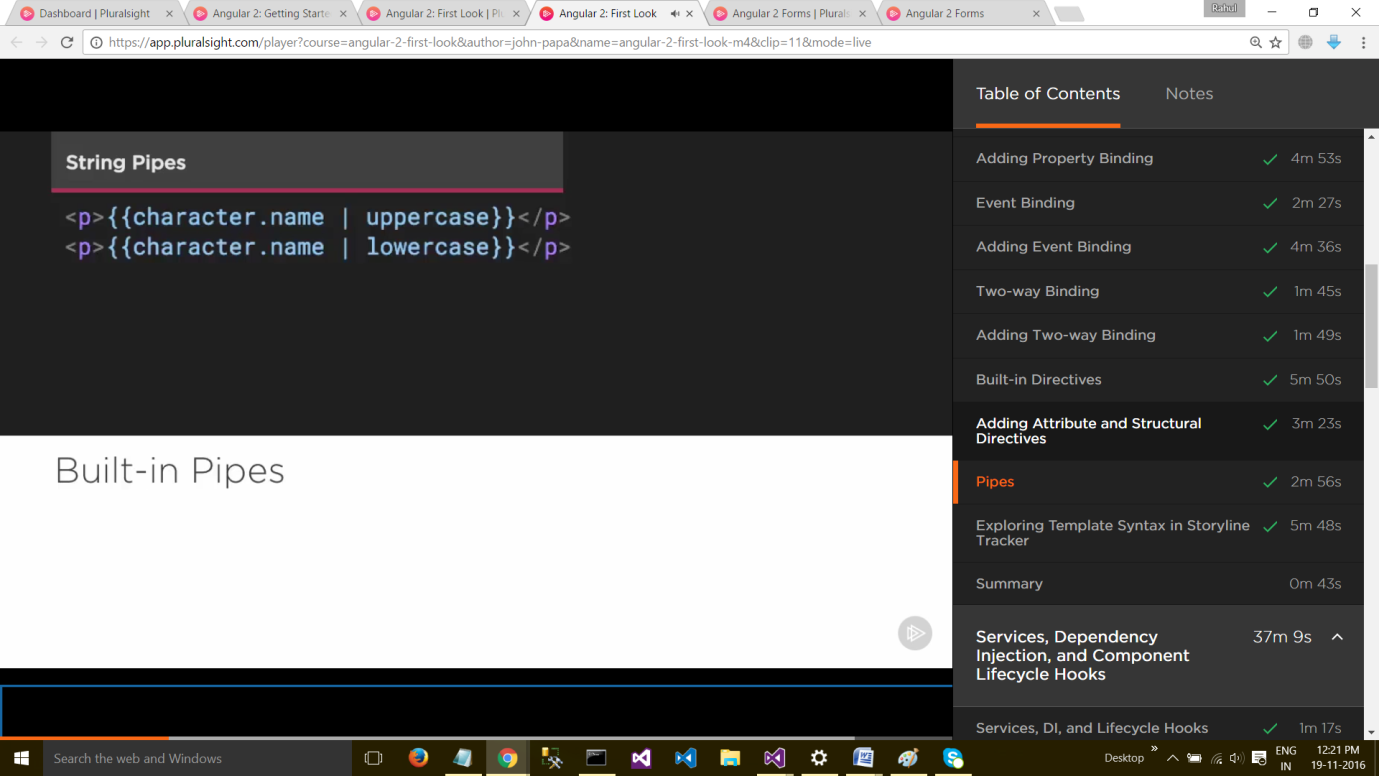 Dashboard | Pluralsight
Angular 2: Getting Starte
Angular 2: First Look | Plu
Angular 2: First Look
Angular 2 Forms | Plurals
Angular 2 Forms
Rahul
https://app.pluralsight.com/player?course=angular-2-first-look&author=john-papa&name=angular-2-first-look-m4&clip=11&mode=live
String Pipes
<p>{{character.name | uppercase}}</p>
<p>{{character.name | lowercase}}</p>
Built-in Pipes
Table of Contents
Notes
Adding Property Binding 4m 53s
Event Binding 2m 27s
Adding Event Binding 4m 36s
Two-way Binding 1m 45s
Adding Two-way Binding 1m 49s
Built-in Directives 5m 50s
Adding Attribute and Structural 3m 23s
Directives
Pipes 2m 56s
Exploring Template Syntax in Storyline 5m 48s
Tracker
Summary 0m 43s
Services, Dependency 37m 9s
Injection, and Component
Lifecycle Hooks
Services, DI, and Lifecycle Hooks 1m 17s
Search the web and Windows
Desktop
ENG
IN
12:21 PM
19-11-2016